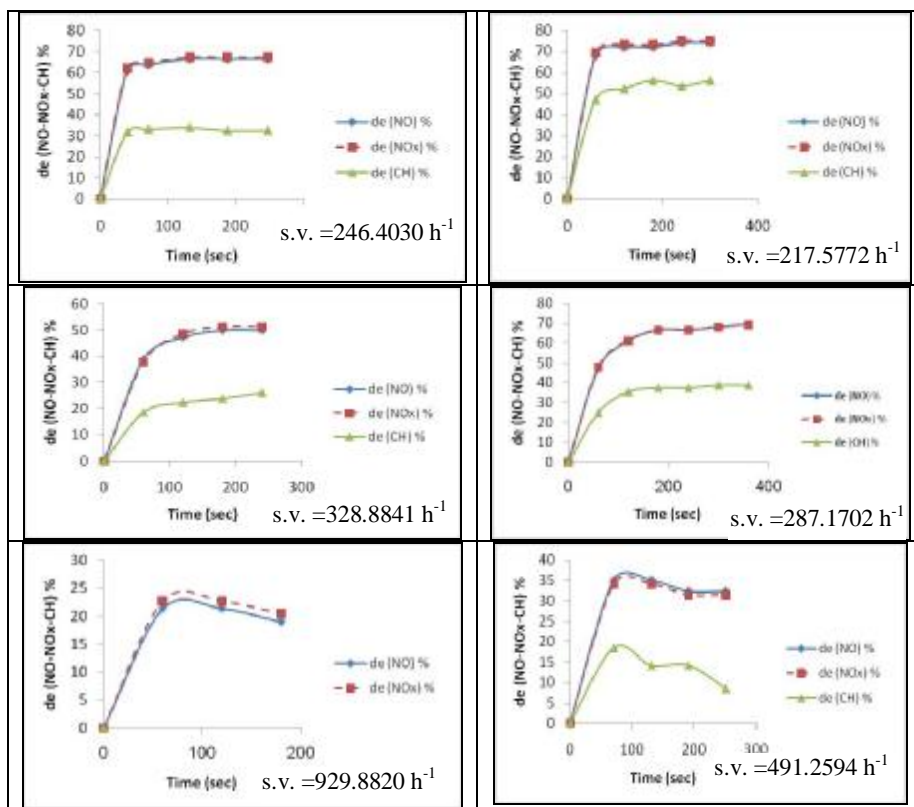 de (NO-NOx-CH) %
80
70
60
50
40
30
20
10
0
0 200 400
Time (sec)
de (NO) %
de (NOx) %
de (CH) %
s.v. =246.4030 h⁻¹
de (NO-NOx-CH) %
80
70
60
50
40
30
20
10
0
0 200 400
Time (sec)
de (NO) %
de (NOx) %
de (CH) %
s.v. =217.5772 h⁻¹
de (NO-NOx-CH) %
60
50
40
30
20
10
0
0 100 200 300
Time (sec)
de (NO) %
de (NOx) %
de (CH) %
s.v. =328.8841 h⁻¹
de (NO-NOx-CH) %
80
70
60
50
40
30
20
10
0
0 200 400
Time (sec)
de (NO) %
de (NOx) %
de (CH) %
s.v. =287.1702 h⁻¹
de (NO-NOx-CH) %
30
25
20
15
10
5
0
0 100 200
Time (sec)
de (NO) %
de (NOx) %
s.v. =929.8820 h⁻¹
de (NO-NOx-CH) %
40
35
30
25
20
15
10
5
0
0 100 200 300
Time (sec)
de (NO) %
de (NOx) %
de (CH) %
s.v. =491.2594 h⁻¹